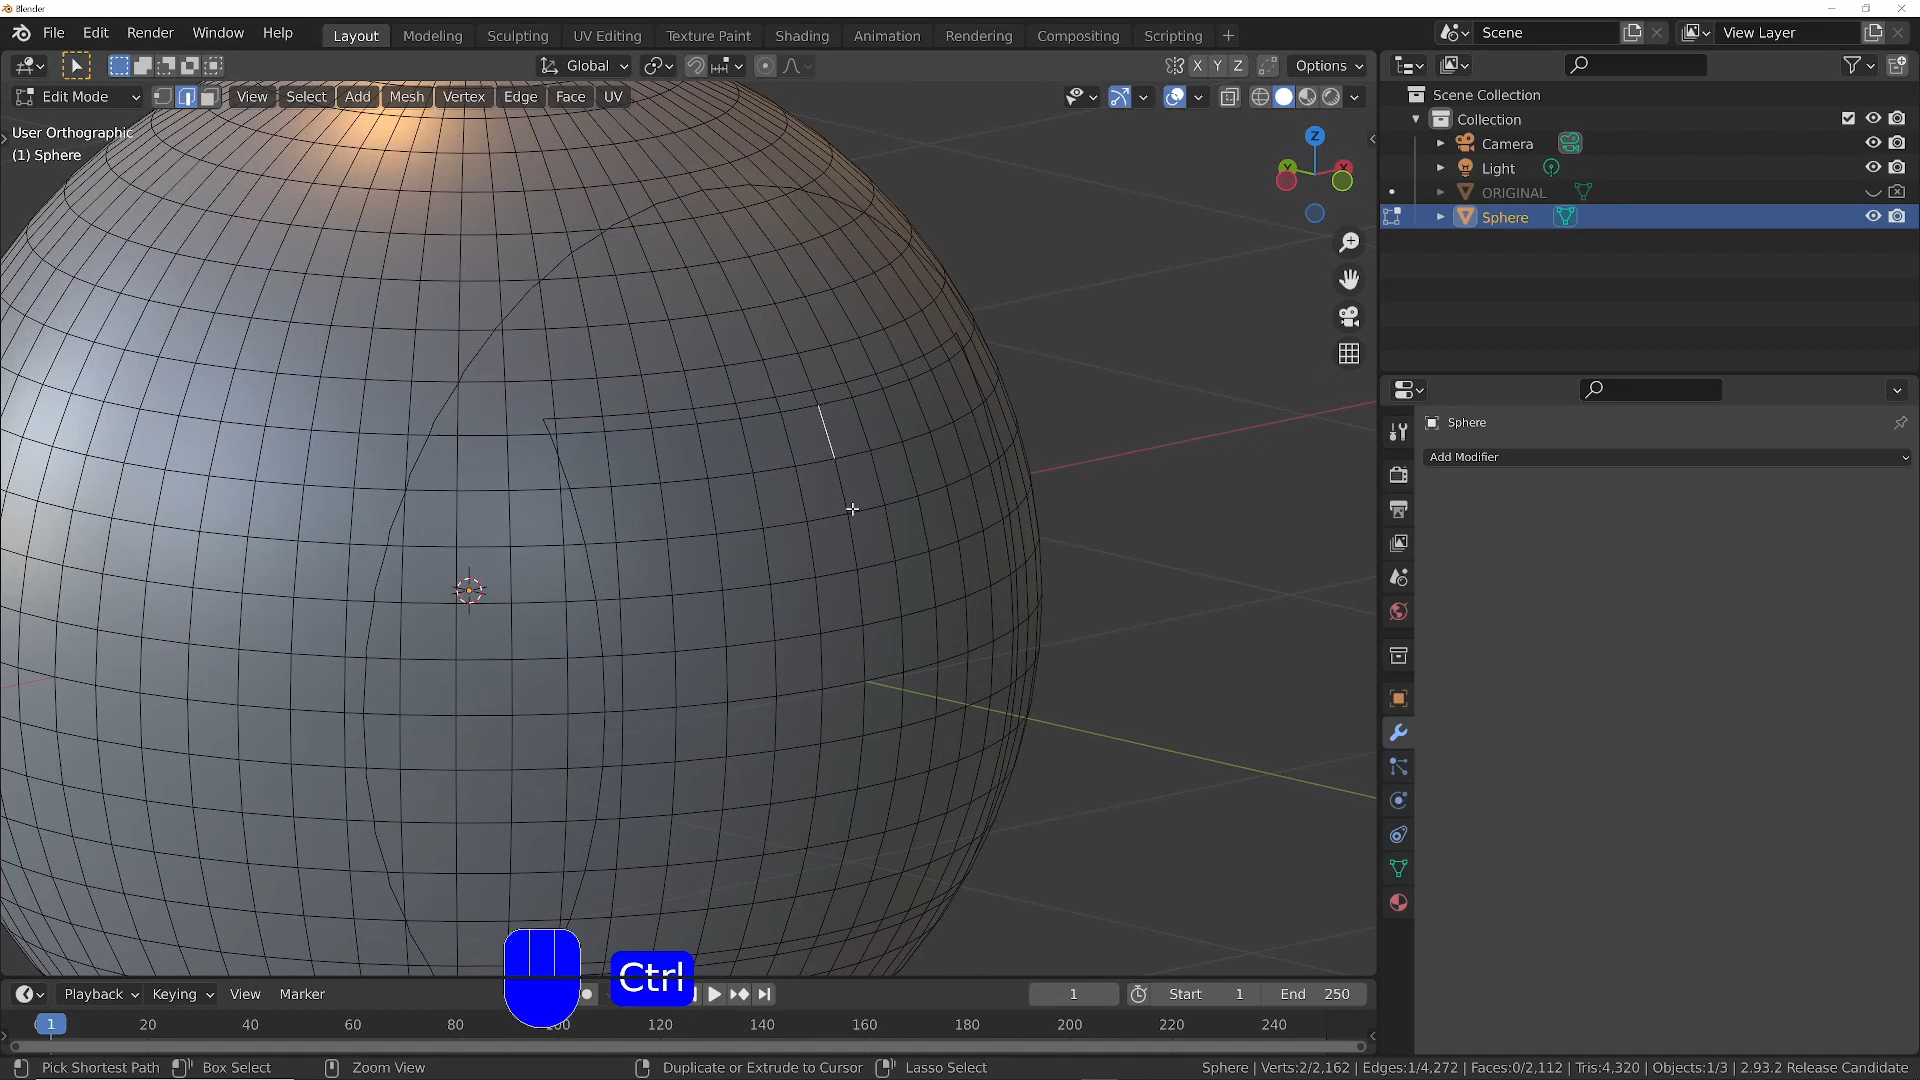 Blender
File Edit Render Window Help Layout Modeling Sculpting UV Editing Texture Paint Shading Animation Rendering Compositing Scripting + Scene View Layer
Global X Y Z Options
Edit Mode View Select Add Mesh Vertex Edge Face UV
User Orthographic
(1) Sphere
Z
Scene Collection
Collection
Camera
Light
ORIGINAL
Sphere
Sphere
Add Modifier
Ctrl
Playback Keying View Marker 1 Start 1 End 250
1 20 40 60 80 100 120 140 160 180 200 220 240
Pick Shortest Path Box Select Zoom View Duplicate or Extrude to Cursor Lasso Select Sphere | Verts:2/2,162 | Edges:1/4,272 | Faces:0/2,112 | Tris:4,320 | Objects:1/3 | 2.93.2 Release Candidate